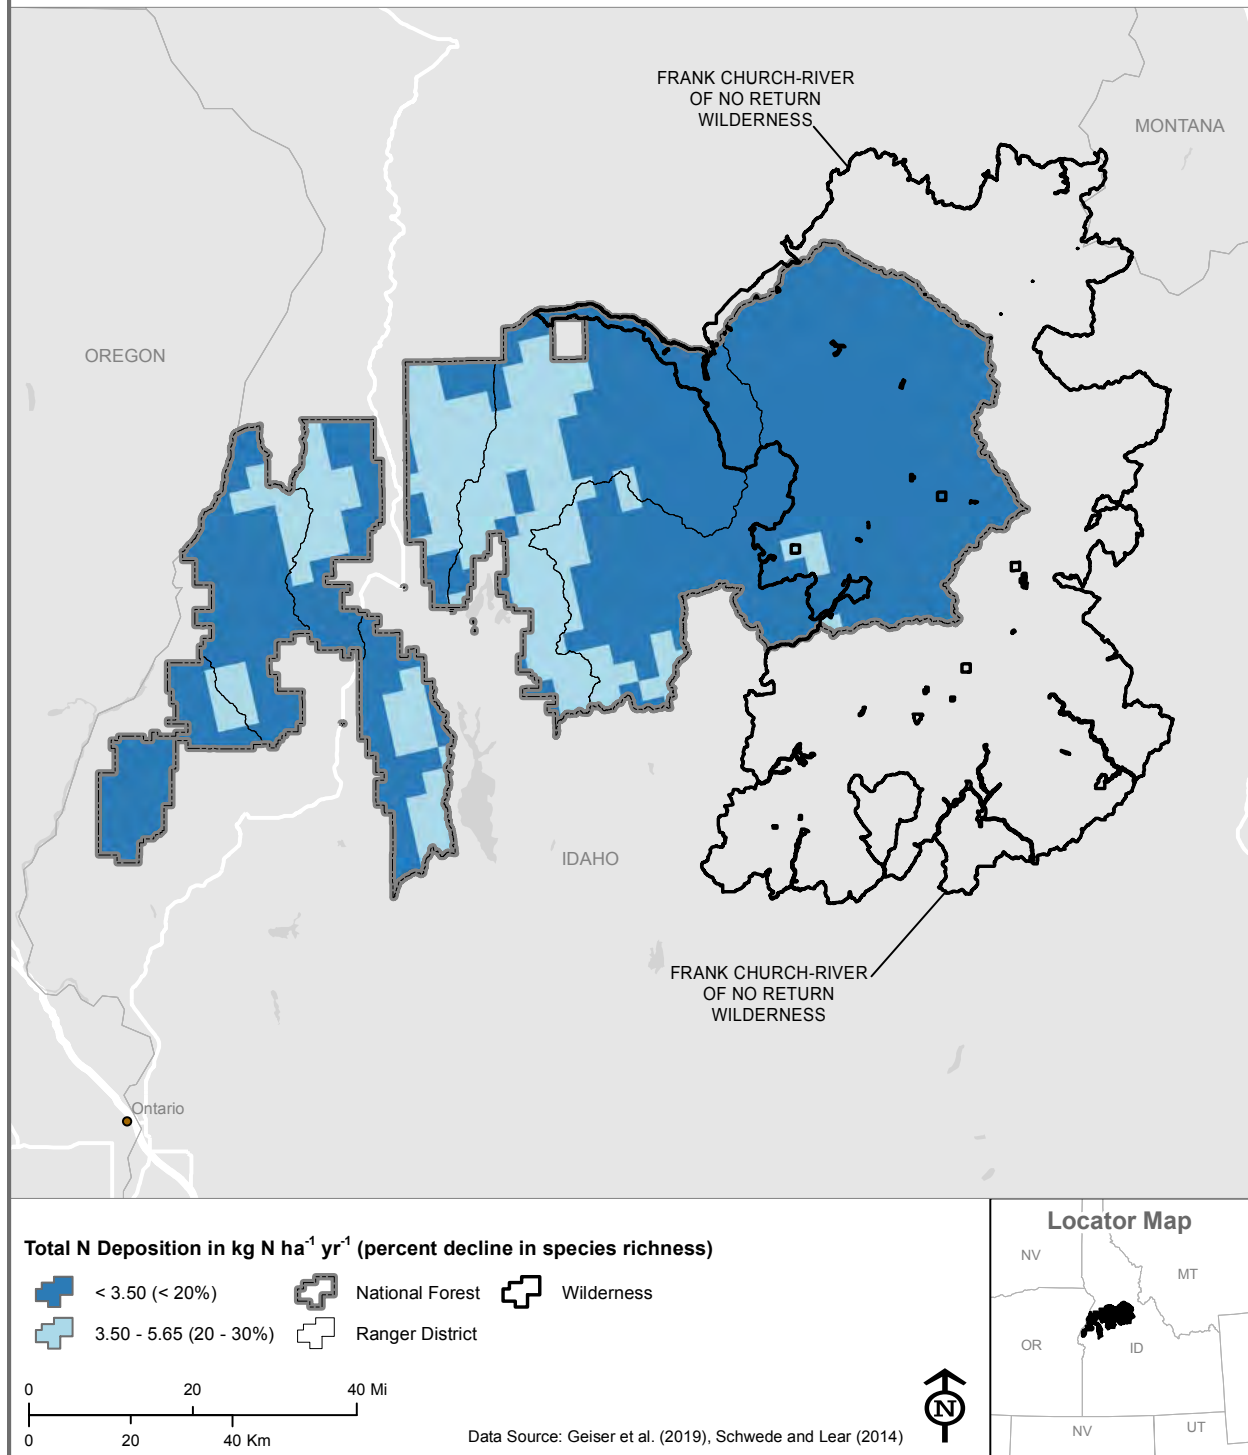 FRANK CHURCH-RIVER
OF NO RETURN
WILDERNESS
MONTANA
OREGON
IDAHO
FRANK CHURCH-RIVER
OF NO RETURN
WILDERNESS
Ontario
Total N Deposition in kg N ha⁻¹ yr⁻¹ (percent decline in species richness)
< 3.50 (< 20%)
National Forest
Wilderness
3.50 - 5.65 (20 - 30%)
Ranger District
0 20 40 Mi
0 20 40 Km
Data Source: Geiser et al. (2019), Schwede and Lear (2014)
N
Locator Map
NV
MT
OR
ID
NV
UT